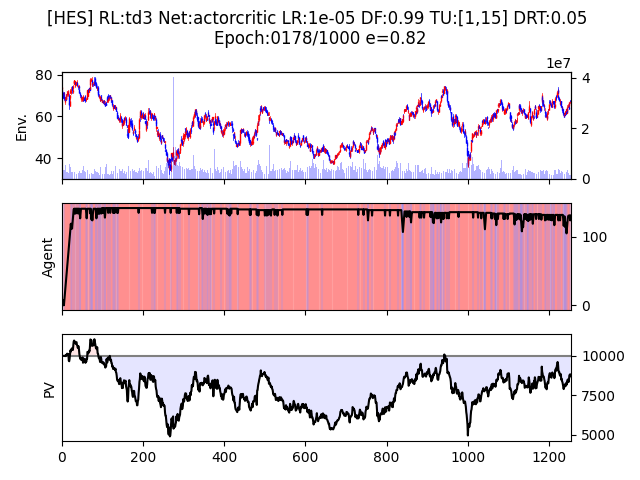 [HES] RL:td3 Net:actorcritic LR:1e-05 DF:0.99 TU:[1,15] DRT:0.05
Epoch:0178/1000 e=0.82
1e7
80
60
40
Env.
4
2
0
Agent
100
0
PV
10000
7500
5000
0 200 400 600 800 1000 1200